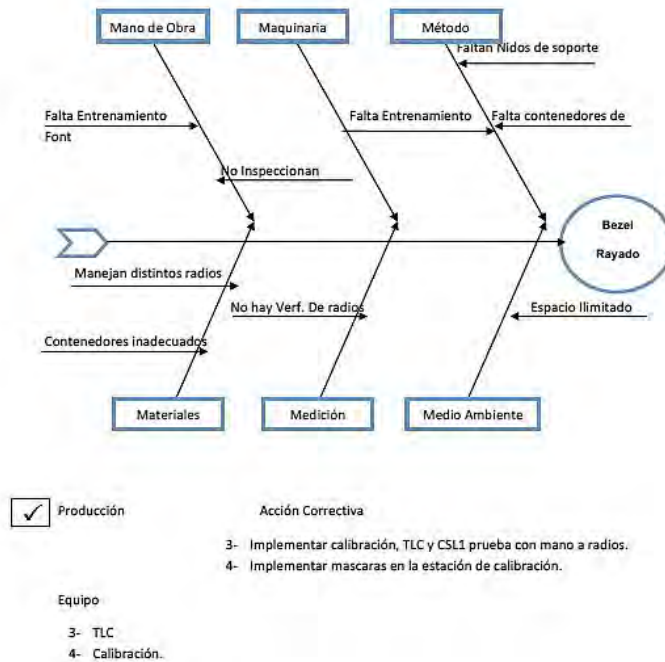 Mano de Obra
Maquinaria
Método
Faltan Nidos de soporte
Falta Entrenamiento
Font
Falta Entrenamiento
Falta contenedores de
No Inspeccionan
Bezel
Rayado
Manejan distintos radios
No hay Verf. De radios
Espacio Ilimitado
Contenedores inadecuados
Materiales
Medición
Medio Ambiente
Producción
Acción Correctiva
3- Implementar calibración, TLC y CSL1 prueba con mano a radios.
4- Implementar mascaras en la estación de calibración.
Equipo
3- TLC
4- Calibración.